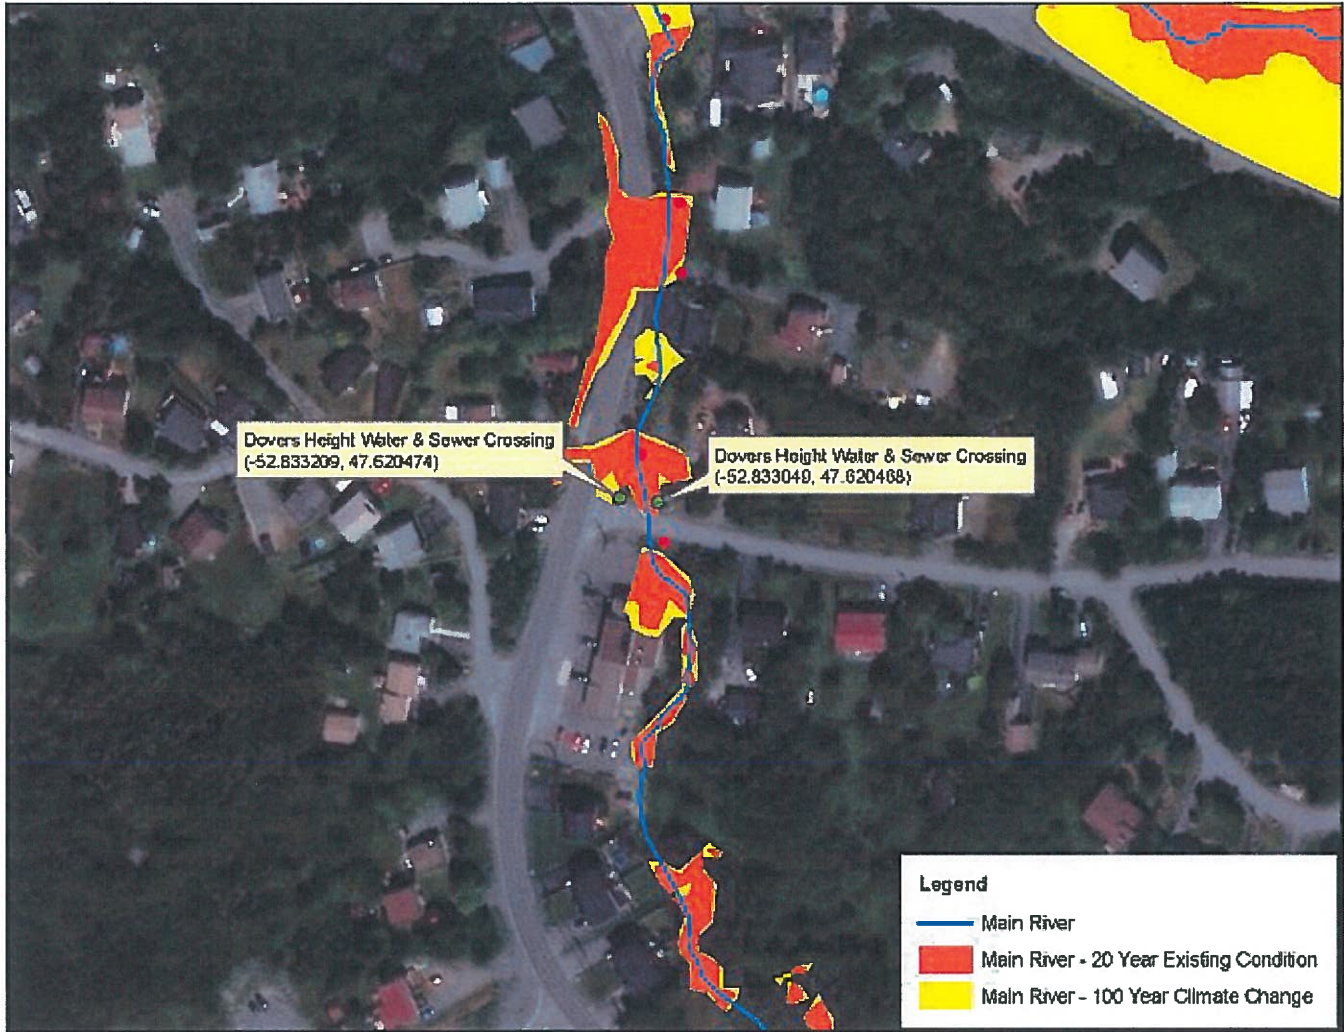 Dovers Height Water & Sewer Crossing
(-52.833209, 47.620474)
Dovers Height Water & Sewer Crossing
(-52.833049, 47.620468)
Legend
Main River
Main River - 20 Year Existing Condition
Main River - 100 Year Climate Change